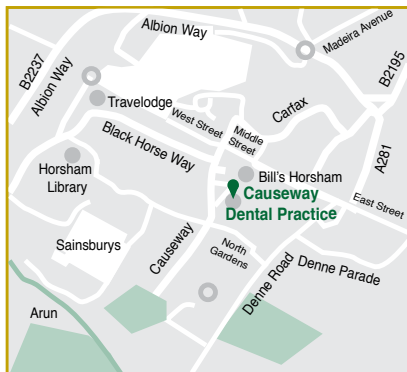 Albion Way
Madeira Avenue
B2237
Albion Way
B2195
Travelodge
Carfax
West Street
Middle
Street
Black Horse Way
A281
Horsham
Library
Bill's Horsham
Causeway
Dental Practice
East Street
Sainsburys
Causeway
North
Gardens
Denne Road
Denne Parade
Arun